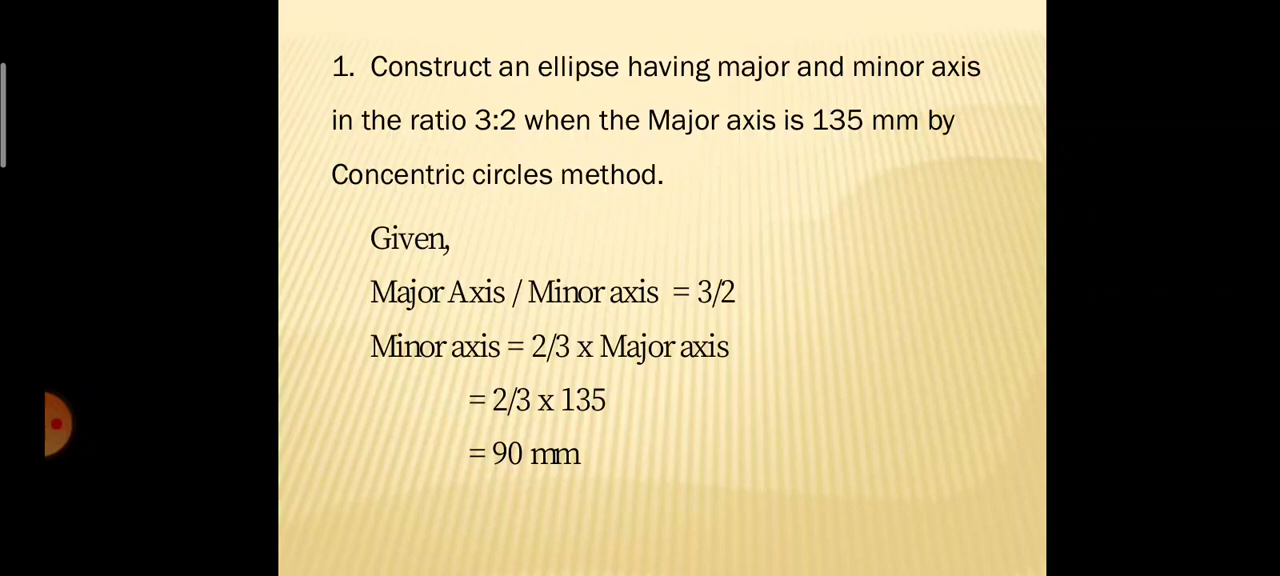 1. Construct an ellipse having major and minor axis
in the ratio 3:2 when the Major axis is 135 mm by
Concentric circles method.
Given,
Major Axis / Minor axis = 3/2
Minor axis = 2/3 x Major axis
= 2/3 x 135
= 90 mm